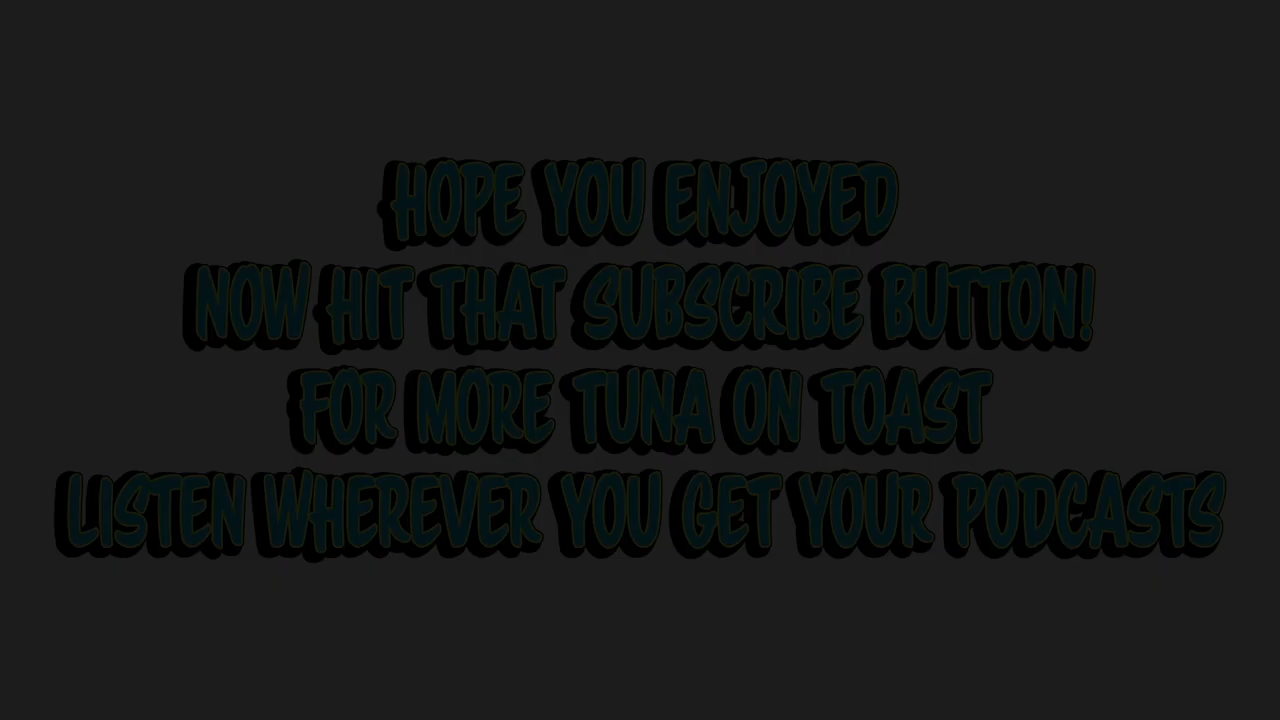 HOPE YOU ENJOYED
NOW HIT THAT SUBSCRIBE BUTTON!
FOR MORE TUNA ON TOAST
LISTEN WHEREVER YOU GET YOUR PODCASTS